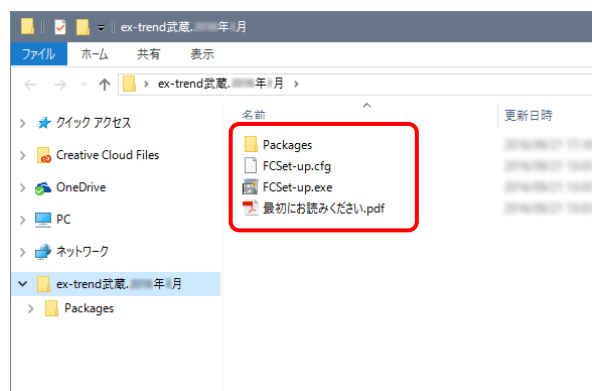 ex-trend武蔵. 年 月
ファイル ホーム 共有 表示
ex-trend武蔵. 年 月
名前 更新日時
クイック アクセス
Creative Cloud Files
OneDrive
PC
ネットワーク
ex-trend武蔵. 年 月
Packages
Packages
FCSet-up.cfg
FCSet-up.exe
最初にお読みください.pdf